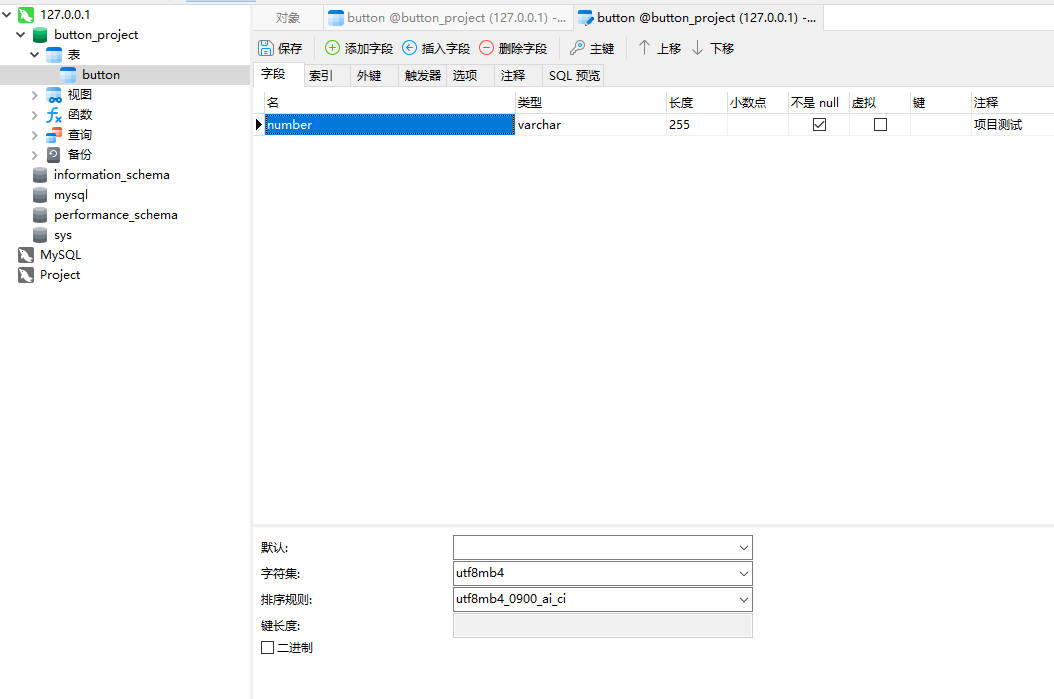 127.0.0.1
button_project
表
button
视图
函数
查询
备份
information_schema
mysql
performance_schema
sys
MySQL
Project
对象 button @button_project (127.0.0.1) -... button @button_project (127.0.0.1) -...
保存 添加字段 插入字段 删除字段 主键 上移 下移
字段 索引 外键 触发器 选项 注释 SQL 预览
名 类型 长度 小数点 不是 null 虚拟 键 注释
number varchar 255 项目测试
默认:
字符集: utf8mb4
排序规则: utf8mb4_0900_ai_ci
键长度:
二进制